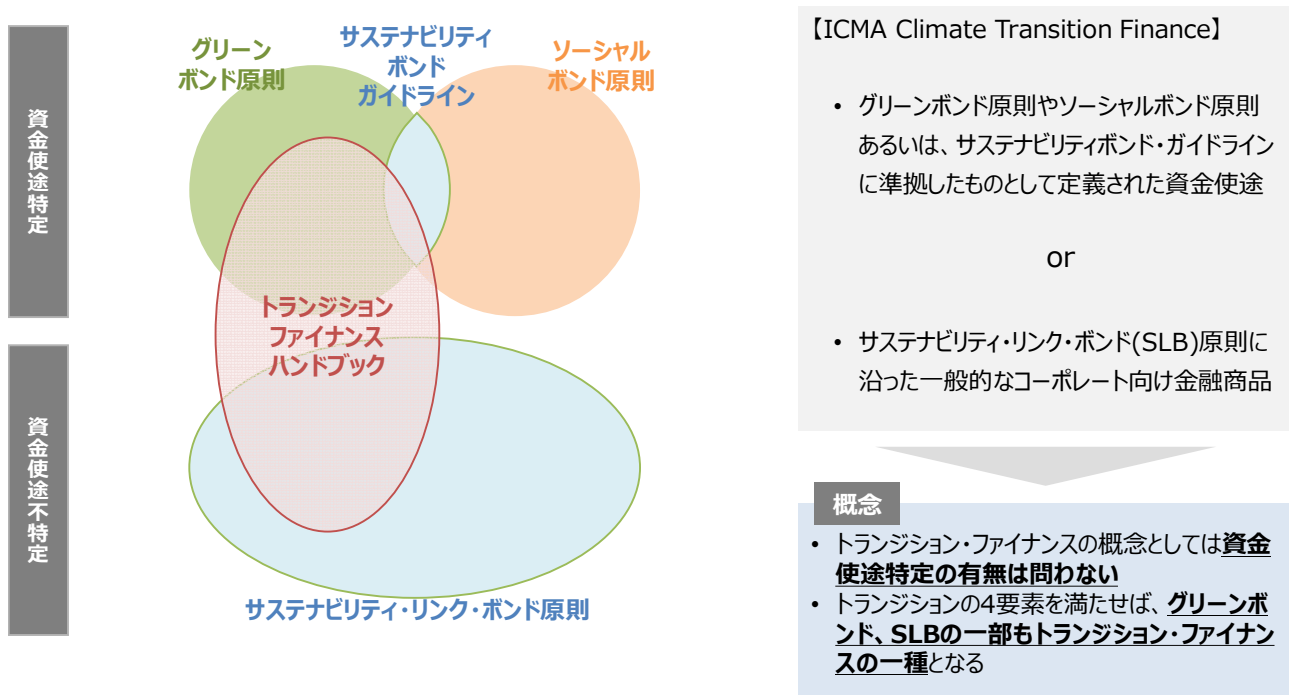 資金使途特定
資金使途不特定
グリーン
ボンド原則
サステナビリティ
ボンド
ガイドライン
ソーシャル
ボンド原則
トランジション
ファイナンス
ハンドブック
サステナビリティ・リンク・ボンド原則
【ICMA Climate Transition Finance】
• グリーンボンド原則やソーシャルボンド原則
あるいは、サステナビリティボンド・ガイドライン
に準拠したものとして定義された資金使途
or
• サステナビリティ・リンク・ボンド(SLB)原則に
沿った一般的なコーポレート向け金融商品
概念
• トランジション・ファイナンスの概念としては資金
使途特定の有無は問わない
• トランジションの4要素を満たせば、グリーンボ
ンド、SLBの一部もトランジション・ファイナン
スの一種となる